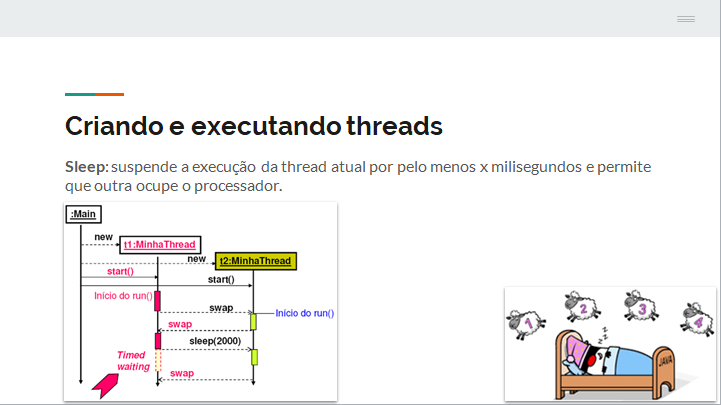 Criando e executando threads
Sleep: suspende a execução da thread atual por pelo menos x milisegundos e permite
que outra ocupe o processador.
:Main
new
t1:MinhaThread
new
t2:MinhaThread
start()
start()
Início do run()
swap
Início do run()
swap
sleep(2000)
Timed
waiting
swap
1
2
3
4
z z z
JAVA